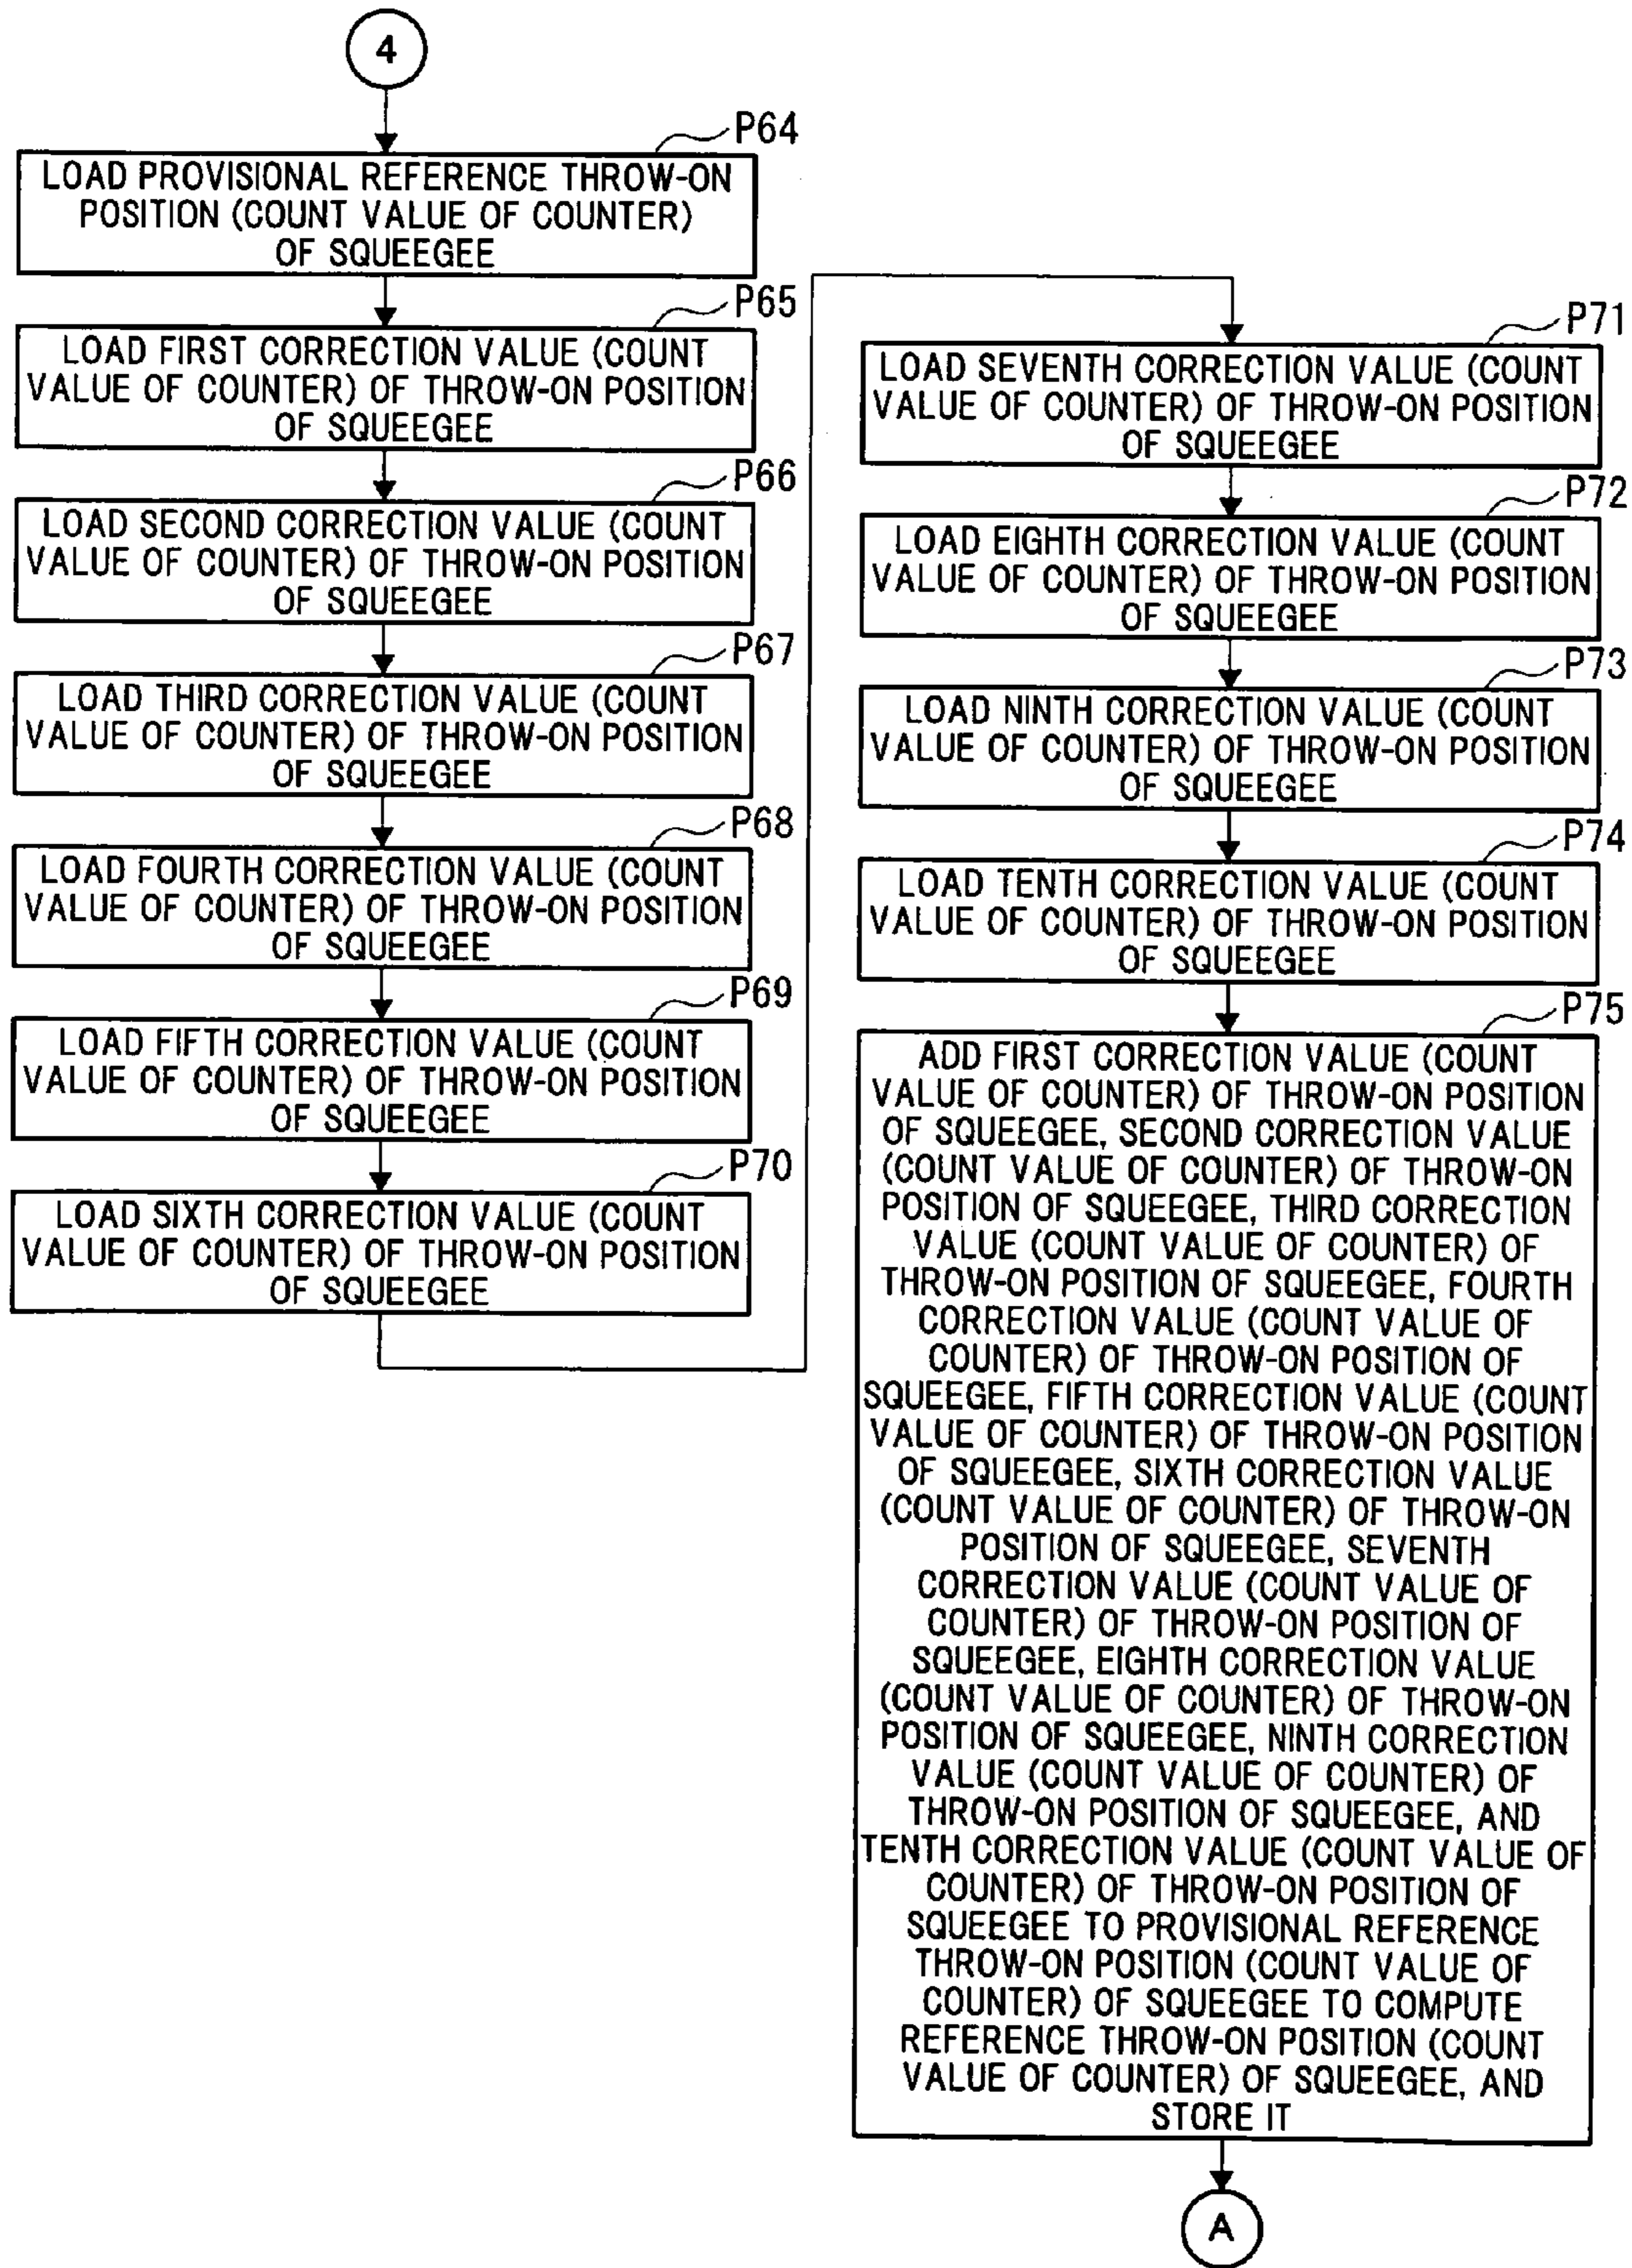 4
P64
LOAD PROVISIONAL REFERENCE THROW-ON
POSITION (COUNT VALUE OF COUNTER)
OF SQUEEGEE
P65
LOAD FIRST CORRECTION VALUE (COUNT
VALUE OF COUNTER) OF THROW-ON POSITION
OF SQUEEGEE
P66
LOAD SECOND CORRECTION VALUE (COUNT
VALUE OF COUNTER) OF THROW-ON POSITION
OF SQUEEGEE
P67
LOAD THIRD CORRECTION VALUE (COUNT
VALUE OF COUNTER) OF THROW-ON POSITION
OF SQUEEGEE
P68
LOAD FOURTH CORRECTION VALUE (COUNT
VALUE OF COUNTER) OF THROW-ON POSITION
OF SQUEEGEE
P69
LOAD FIFTH CORRECTION VALUE (COUNT
VALUE OF COUNTER) OF THROW-ON POSITION
OF SQUEEGEE
P70
LOAD SIXTH CORRECTION VALUE (COUNT
VALUE OF COUNTER) OF THROW-ON POSITION
OF SQUEEGEE
P71
LOAD SEVENTH CORRECTION VALUE (COUNT
VALUE OF COUNTER) OF THROW-ON POSITION
OF SQUEEGEE
P72
LOAD EIGHTH CORRECTION VALUE (COUNT
VALUE OF COUNTER) OF THROW-ON POSITION
OF SQUEEGEE
P73
LOAD NINTH CORRECTION VALUE (COUNT
VALUE OF COUNTER) OF THROW-ON POSITION
OF SQUEEGEE
P74
LOAD TENTH CORRECTION VALUE (COUNT
VALUE OF COUNTER) OF THROW-ON POSITION
OF SQUEEGEE
P75
ADD FIRST CORRECTION VALUE (COUNT
VALUE OF COUNTER) OF THROW-ON POSITION
OF SQUEEGEE, SECOND CORRECTION VALUE
(COUNT VALUE OF COUNTER) OF THROW-ON
POSITION OF SQUEEGEE, THIRD CORRECTION
VALUE (COUNT VALUE OF COUNTER) OF
THROW-ON POSITION OF SQUEEGEE, FOURTH
CORRECTION VALUE (COUNT VALUE OF
COUNTER) OF THROW-ON POSITION OF
SQUEEGEE, FIFTH CORRECTION VALUE (COUNT
VALUE OF COUNTER) OF THROW-ON POSITION
OF SQUEEGEE, SIXTH CORRECTION VALUE
(COUNT VALUE OF COUNTER) OF THROW-ON
POSITION OF SQUEEGEE, SEVENTH
CORRECTION VALUE (COUNT VALUE OF
COUNTER) OF THROW-ON POSITION OF
SQUEEGEE, EIGHTH CORRECTION VALUE
(COUNT VALUE OF COUNTER) OF THROW-ON
POSITION OF SQUEEGEE, NINTH CORRECTION
VALUE (COUNT VALUE OF COUNTER) OF
THROW-ON POSITION OF SQUEEGEE, AND
TENTH CORRECTION VALUE (COUNT VALUE OF
COUNTER) OF THROW-ON POSITION OF
SQUEEGEE TO PROVISIONAL REFERENCE
THROW-ON POSITION (COUNT VALUE OF
COUNTER) OF SQUEEGEE TO COMPUTE
REFERENCE THROW-ON POSITION (COUNT
VALUE OF COUNTER) OF SQUEEGEE, AND
STORE IT
A